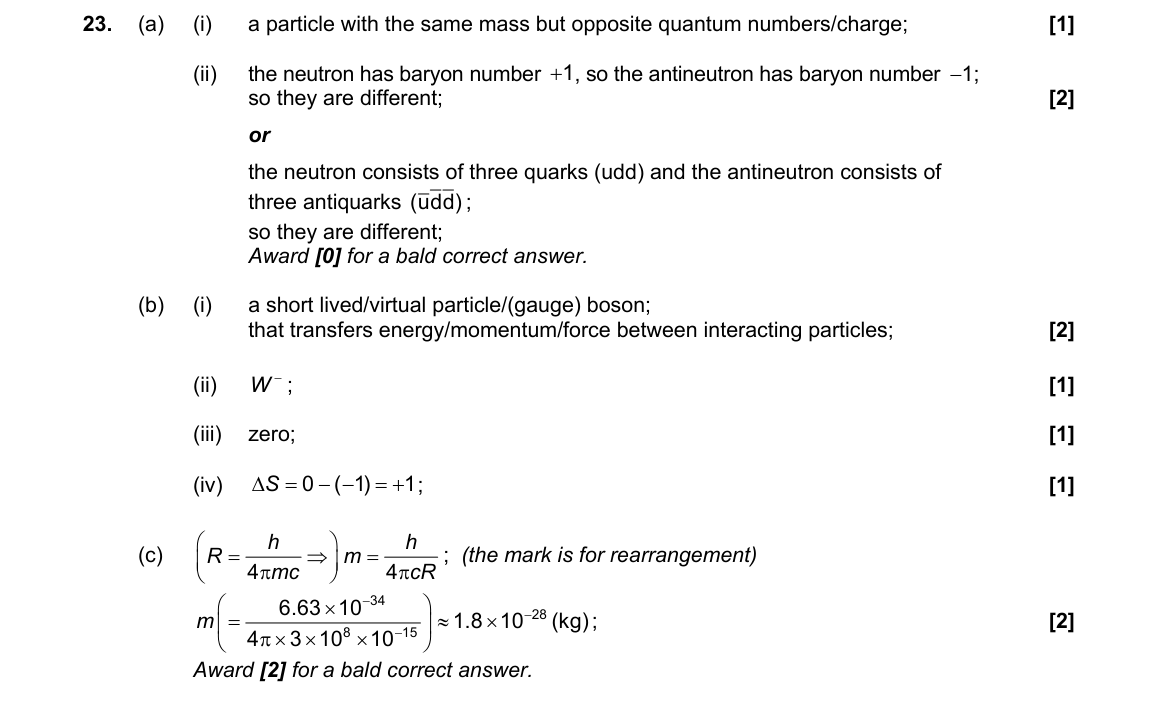 23. (a) (i) a particle with the same mass but opposite quantum numbers/charge; [1]
(ii) the neutron has baryon number +1, so the antineutron has baryon number −1;
so they are different; [2]
or
the neutron consists of three quarks (udd) and the antineutron consists of
three antiquarks (u̅d̅d̅);
so they are different;
Award [0] for a bald correct answer.
(b) (i) a short lived/virtual particle/(gauge) boson;
that transfers energy/momentum/force between interacting particles; [2]
(ii) W⁻; [1]
(iii) zero; [1]
(iv) ΔS = 0 − (−1) = +1; [1]
(c) (R = h/4πmc ⇒) m = h/4πcR; (the mark is for rearrangement)
m(= 6.63×10⁻³⁴/4π×3×10⁸×10⁻¹⁵) ≈ 1.8×10⁻²⁸ (kg); [2]
Award [2] for a bald correct answer.